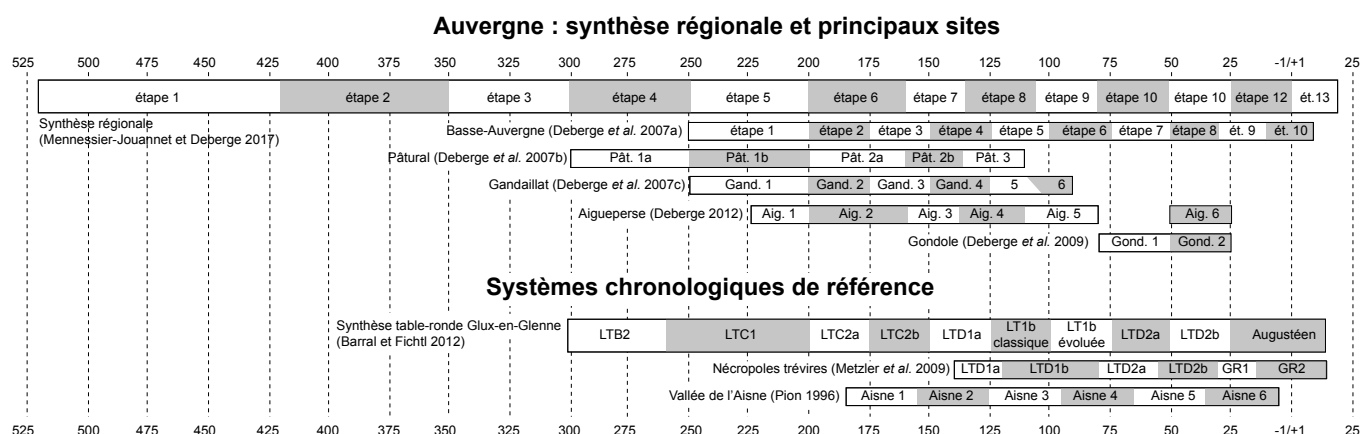 Auvergne : synthèse régionale et principaux sites
525 500 475 450 425 400 375 350 325 300 275 250 225 200 175 150 125 100 75 50 25 -1/+1 25
étape 1 étape 2 étape 3 étape 4 étape 5 étape 6 étape 7 étape 8 étape 9 étape 10 étape 10 étape 12 ét.13
Synthèse régionale
(Mennessier-Jouannet et Deberge 2017)
Basse-Auvergne (Deberge et al. 2007a) étape 1 étape 2 étape 3 étape 4 étape 5 étape 6 étape 7 étape 8 ét. 9 ét. 10
Pâtural (Deberge et al. 2007b) Pât. 1a Pât. 1b Pât. 2a Pât. 2b Pât. 3
Gandaillat (Deberge et al. 2007c) Gand. 1 Gand. 2 Gand. 3 Gand. 4 5 6
Aigueperse (Deberge 2012) Aig. 1 Aig. 2 Aig. 3 Aig. 4 Aig. 5 Aig. 6
Gondole (Deberge et al. 2009) Gond. 1 Gond. 2
Systèmes chronologiques de référence
Synthèse table-ronde Glux-en-Glenne
(Barral et Fichtl 2012)
LTB2 LTC1 LTC2a LTC2b LTD1a LT1b classique LT1b évoluée LTD2a LTD2b Augustéen
Nécropoles trévires (Metzler et al. 2009) LTD1a LTD1b LTD2a LTD2b GR1 GR2
Vallée de l'Aisne (Pion 1996) Aisne 1 Aisne 2 Aisne 3 Aisne 4 Aisne 5 Aisne 6
500 475 450 425 400 375 350 325 300 275 250 225 200 175 150 125 100 75 50 25 -1/+1 25